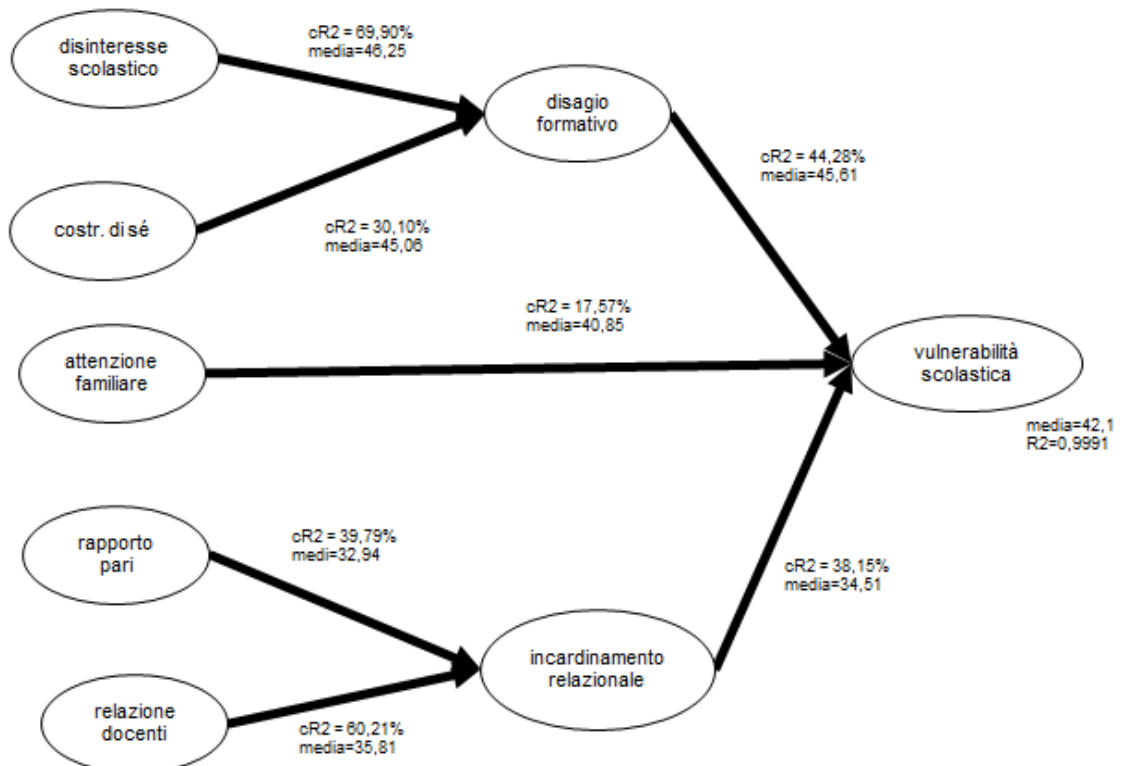 disinteresse
scolastico
cR2 = 69,90%
media=46,25
disagio
formativo
cR2 = 44,28%
media=45,61
costr. di sé
cR2 = 30,10%
media=45,06
cR2 = 17,57%
media=40,85
attenzione
familiare
vulnerabilità
scolastica
media=42,1
R2=0,9991
rapporto
pari
cR2 = 39,79%
medi=32,94
cR2 = 38,15%
media=34,51
incardinamento
relazionale
relazione
docenti
cR2 = 60,21%
media=35,81